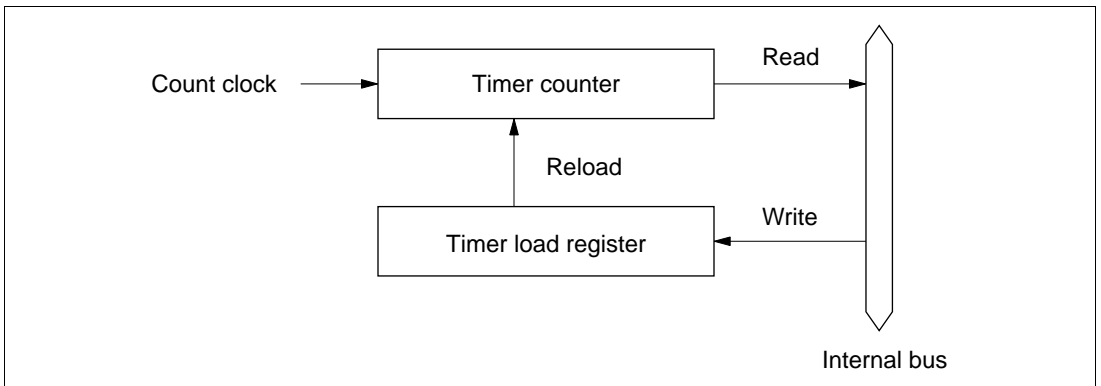 Read
Count clock
Timer counter
Reload
Write
Timer load register
Internal bus